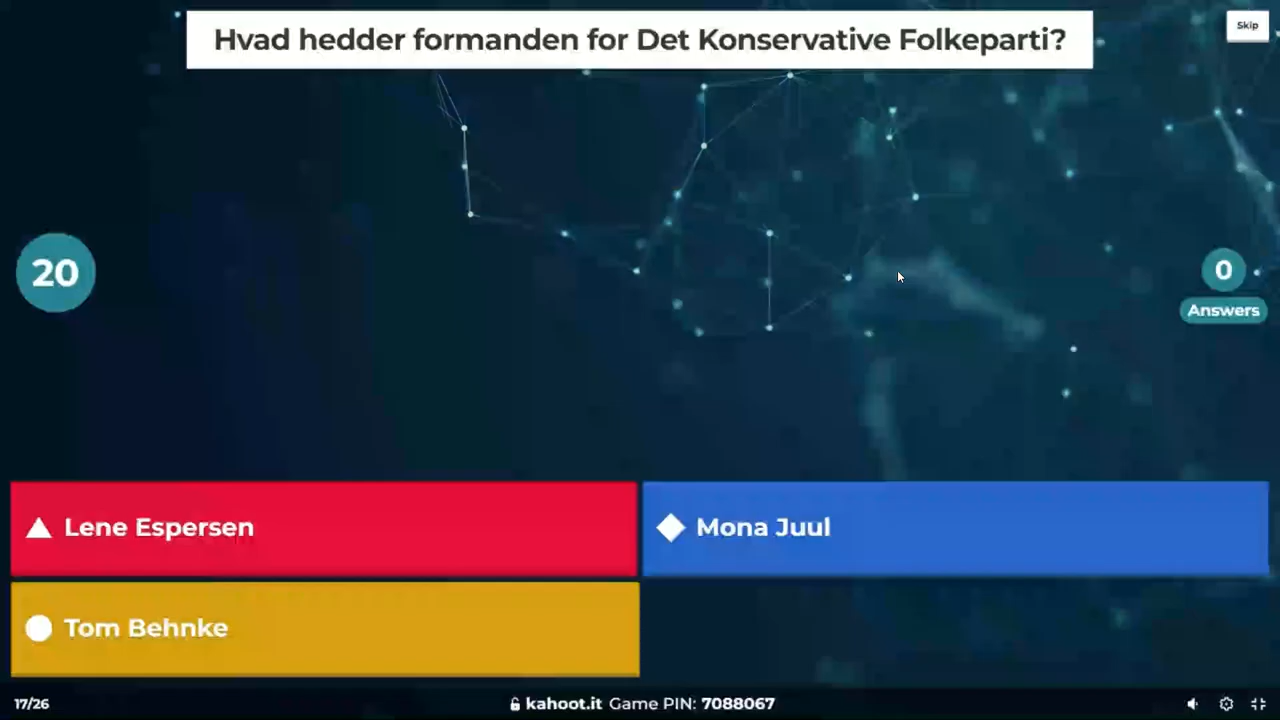 Hvad hedder formanden for Det Konservative Folkeparti?
Skip
20
0
Answers
Lene Espersen
Mona Juul
Tom Behnke
17/26
kahoot.it Game PIN: 7088067